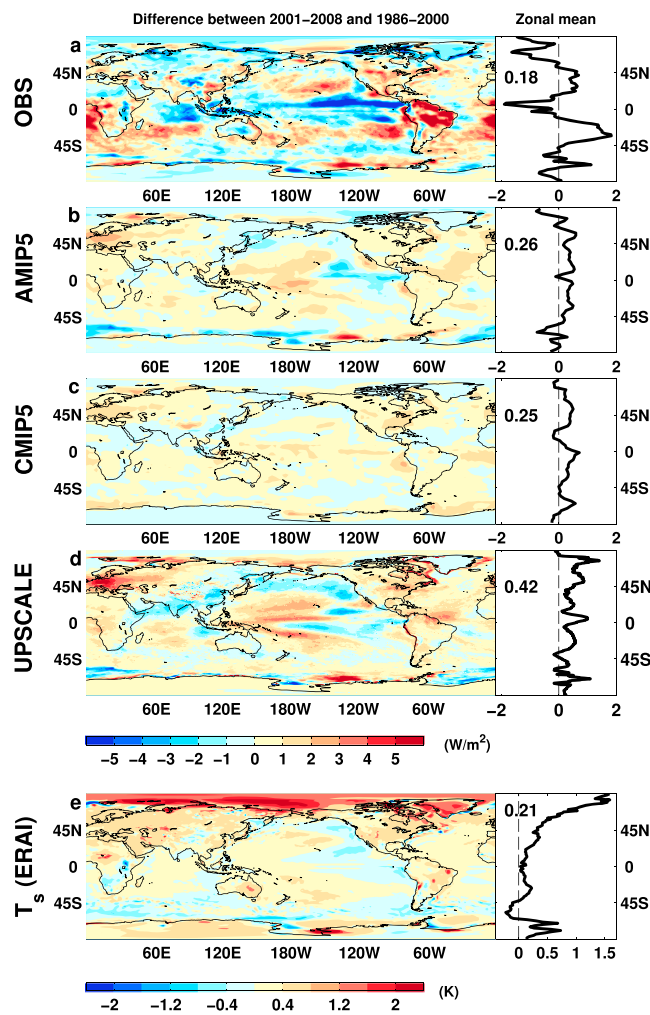 Difference between 2001−2008 and 1986−2000 Zonal mean
a
OBS
45N
0
45S
0.18
45N
0
45S
60E 120E 180W 120W 60W −2 0 2
b
AMIP5
45N
0
45S
0.26
45N
0
45S
60E 120E 180W 120W 60W −2 0 2
c
CMIP5
45N
0
45S
0.25
45N
0
45S
60E 120E 180W 120W 60W −2 0 2
d
UPSCALE
45N
0
45S
0.42
45N
0
45S
60E 120E 180W 120W 60W −2 0 2
−5 −4 −3 −2 −1 0 1 2 3 4 5 (W/m²)
e
Tₛ (ERAI)
45N
0
45S
0.21
45N
0
45S
60E 120E 180W 120W 60W 0 0.5 1 1.5
−2 −1.2 −0.4 0.4 1.2 2 (K)